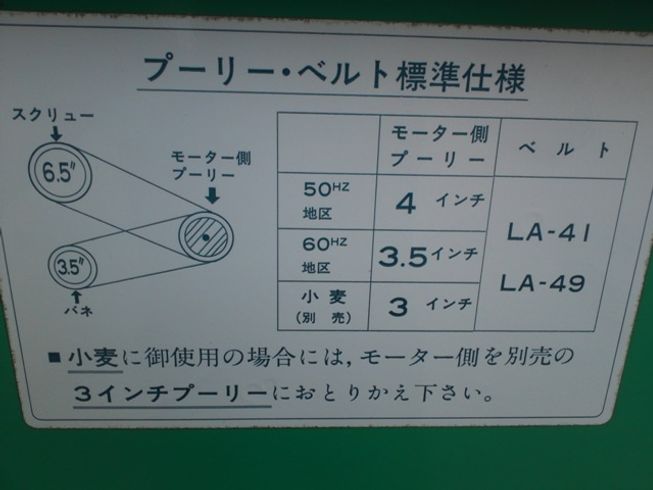 プーリー・ベルト標準仕様
スクリュー
6.5"
モーター側
プーリー
3.5"
バネ
モーター側
プーリー
ベルト
50HZ
地区
4 インチ
60HZ
地区
3.5インチ
小麦
(別売)
3 インチ
LA-41
LA-49
■小麦に御使用の場合には,モーター側を別売の
3インチプーリーにおとりかえ下さい。